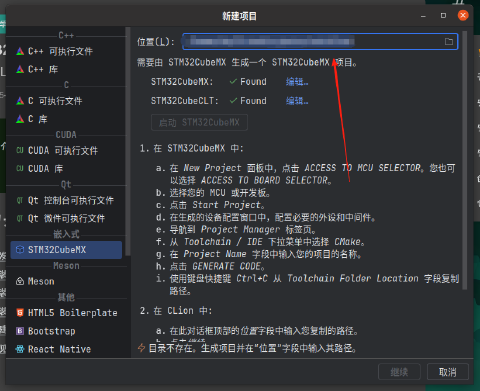 新建项目
C++
C++ 可执行文件
C++ 库
C
C 可执行文件
C 库
CUDA
CUDA 可执行文件
CUDA 库
Qt
Qt 控制台可执行文件
Qt 微件可执行文件
嵌入式
STM32CubeMX
Meson
Meson
其他
HTML5 Boilerplate
Bootstrap
React Native
位置(L):
需要由 STM32CubeMX 生成一个 STM32CubeMX 项目。
STM32CubeMX: Found 编辑…
STM32CubeCLT: Found 编辑…
启动 STM32CubeMX
1. 在 STM32CubeMX 中:
a. 在 New Project 面板中，点击 ACCESS TO MCU SELECTOR。您也可
以选择 ACCESS TO BOARD SELECTOR。
b. 选择您的 MCU 或开发板。
c. 点击 Start Project。
d. 在生成的设备配置窗口中，配置必要的外设和中间件。
e. 导航到 Project Manager 标签页。
f. 从 Toolchain / IDE 下拉菜单中选择 CMake。
g. 在 Project Name 字段中输入您的项目的名称。
h. 点击 GENERATE CODE。
i. 使用键盘快捷键 Ctrl+C 从 Toolchain Folder Location 字段复制
路径。
2. 在 CLion 中:
a. 在此对话框顶部的位置字段中输入您复制的路径。
目录不存在。生成项目并在“位置”字段中输入其路径。
继续
取消